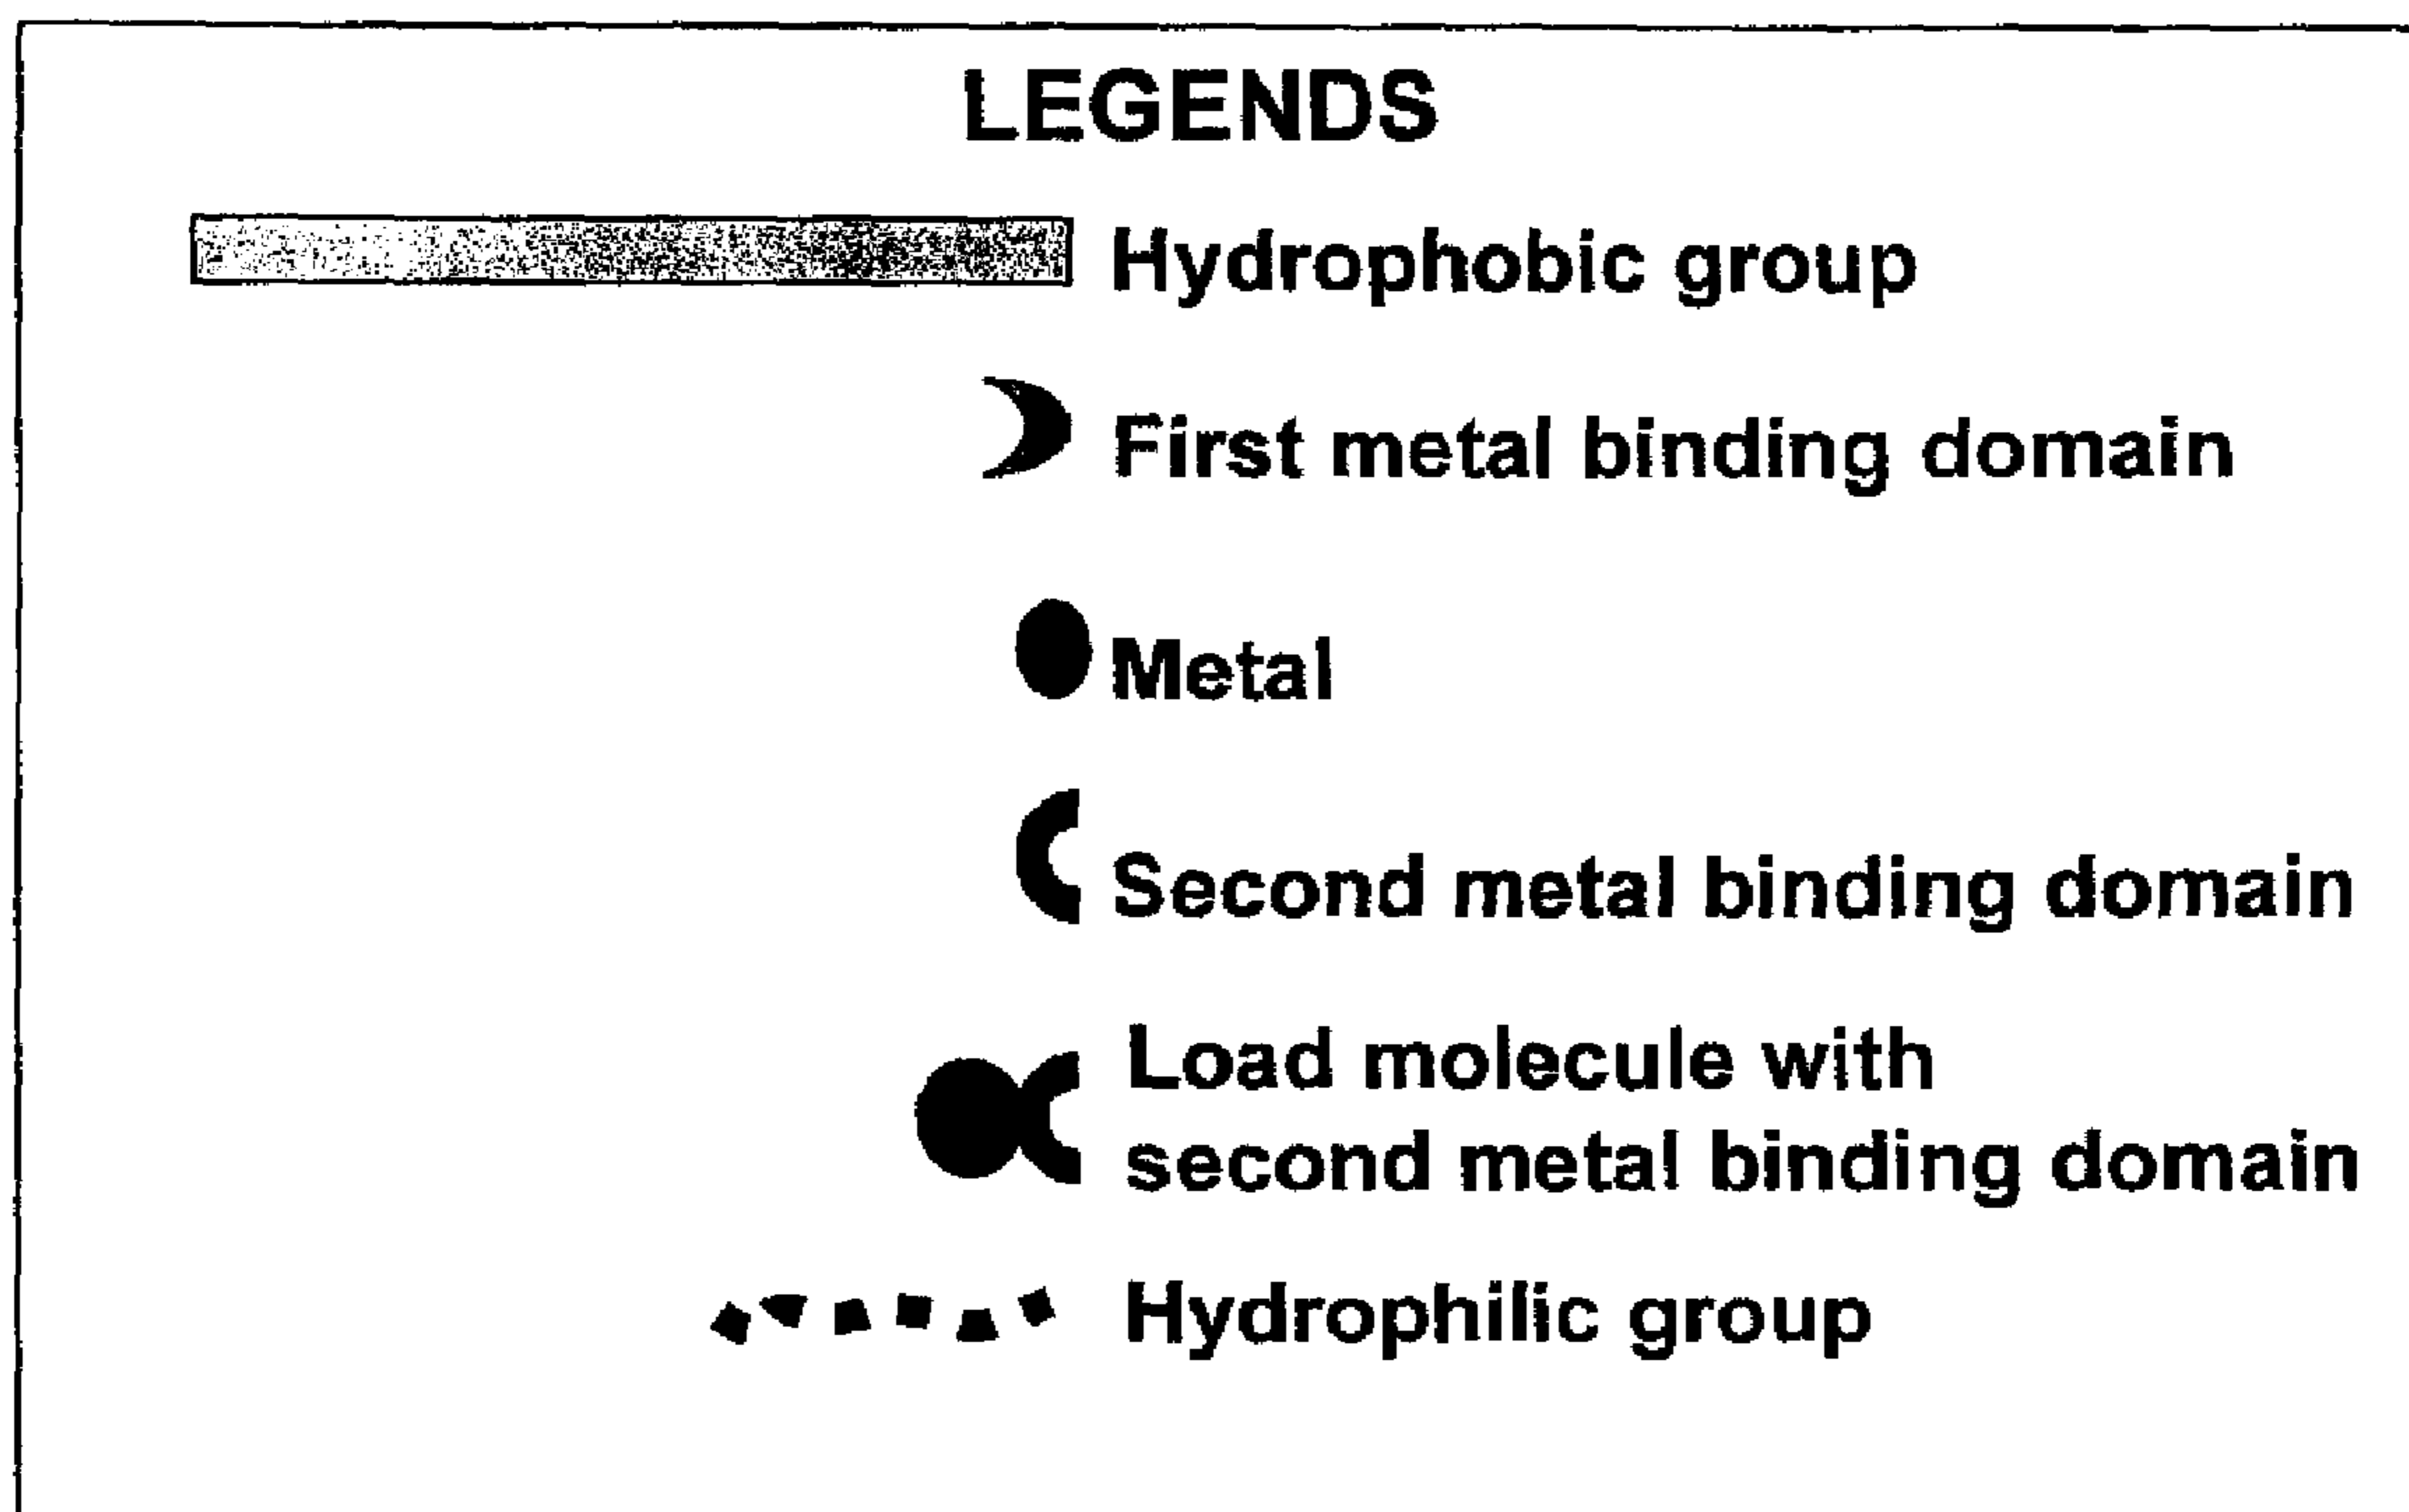 LEGENDS
Hydrophobic group
First metal binding domain
Metal
Second metal binding domain
Load molecule with
second metal binding domain
Hydrophilic group